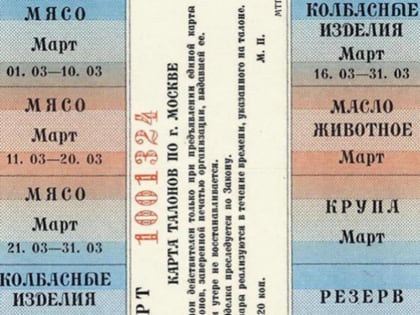 МЯСО
Март
01. 03—10. 03
МЯСО
Март
11. 03—20. 03
МЯСО
Март
21. 03—31. 03
КОЛБАСНЫЕ
ИЗДЕЛИЯ
1001324
КАРТА ТАЛОНОВ ПО г. МОСКВЕ
действителен только при предъявлении единой карты
заверенной печатью организации, выдавшей ее.
утере не восстанавливается.
преследуется по Закону.
реализуются в течение времени, указанного на талоне.
20 коп.
М. П.
МТП
КОЛБАСНЫЕ
ИЗДЕЛИЯ
Март
16. 03—31. 03
МАСЛО
ЖИВОТНОЕ
Март
КРУПА
Март
РЕЗЕРВ